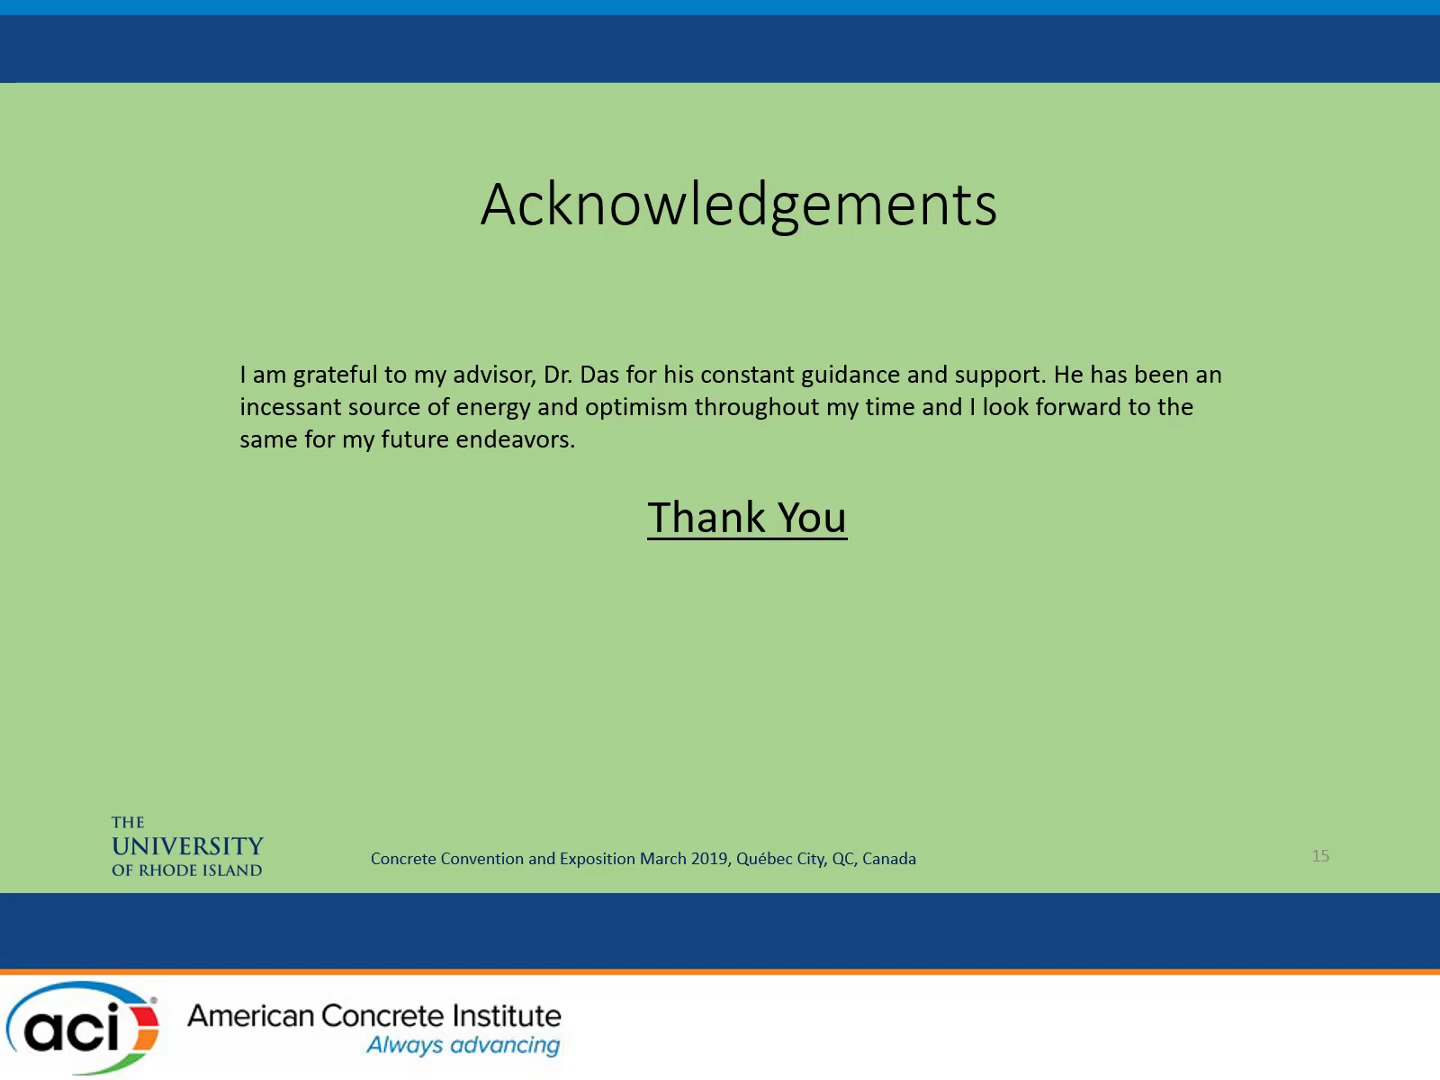 Acknowledgements
I am grateful to my advisor, Dr. Das for his constant guidance and support. He has been an
incessant source of energy and optimism throughout my time and I look forward to the
same for my future endeavors.
Thank You
THE
UNIVERSITY
OF RHODE ISLAND
Concrete Convention and Exposition March 2019, Québec City, QC, Canada
15
aci®
American Concrete Institute
Always advancing